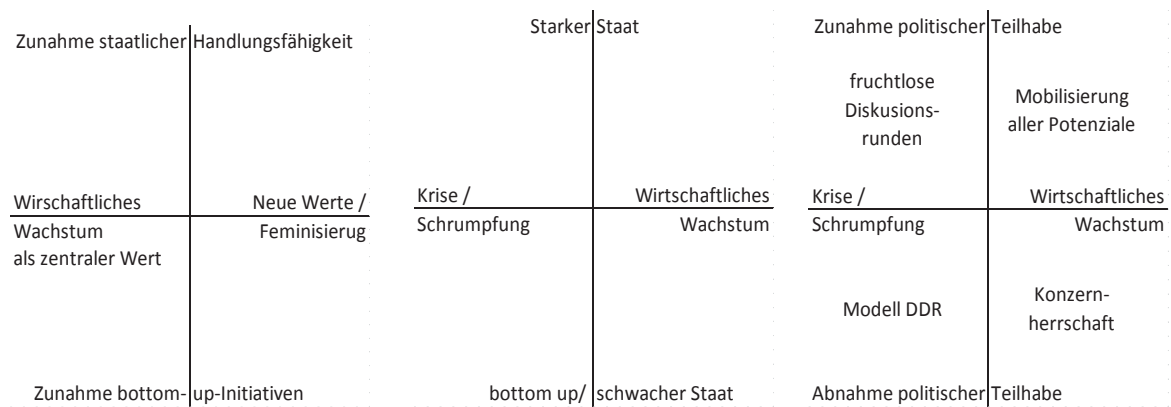 Zunahme staatlicher Handlungsfähigkeit
Wirschaftliches
Neue Werte /
Wachstum
als zentraler Wert
Feminisierug
Zunahme bottom-up-Initiativen
Starker Staat
Krise /
Wirtschaftliches
Schrumpfung
Wachstum
bottom up/ schwacher Staat
Zunahme politischer Teilhabe
fruchtlose
Diskusions-
runden
Mobilisierung
aller Potenziale
Krise /
Wirtschaftliches
Schrumpfung
Wachstum
Modell DDR
Konzern-
herrschaft
Abnahme politischer Teilhabe